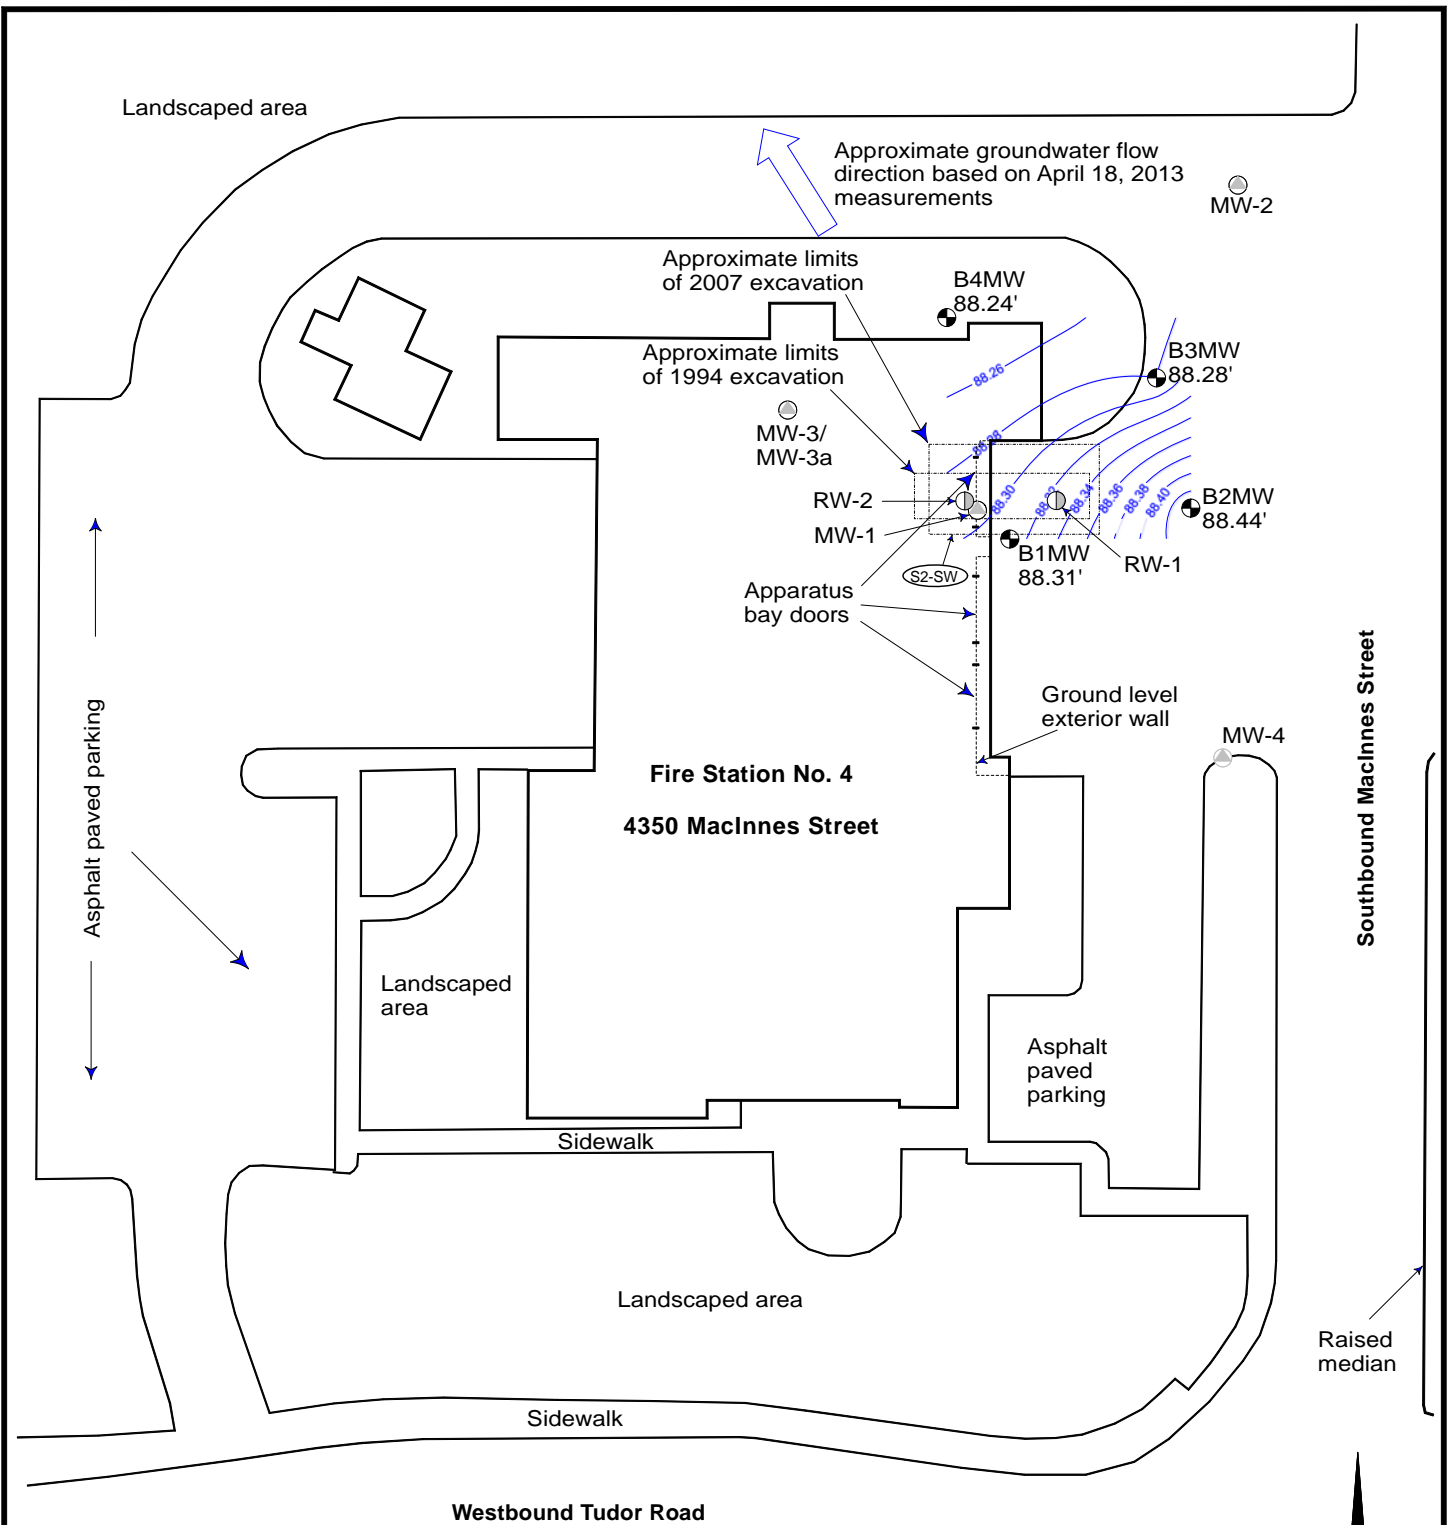 Landscaped area
Approximate groundwater flow
direction based on April 18, 2013
measurements
MW-2
Approximate limits
of 2007 excavation
B4MW
88.24'
Approximate limits
of 1994 excavation
88.26
B3MW
88.28'
MW-3/
MW-3a
88.28
RW-2
MW-1
88.30
88.34
88.36
88.38
88.40
B2MW
88.44'
B1MW
88.31'
RW-1
S2-SW
Apparatus
bay doors
Ground level
exterior wall
MW-4
Asphalt paved parking
Fire Station No. 4
4350 MacInnes Street
Southbound MacInnes Street
Landscaped
area
Asphalt
paved
parking
Sidewalk
Landscaped area
Raised
median
Sidewalk
Westbound Tudor Road